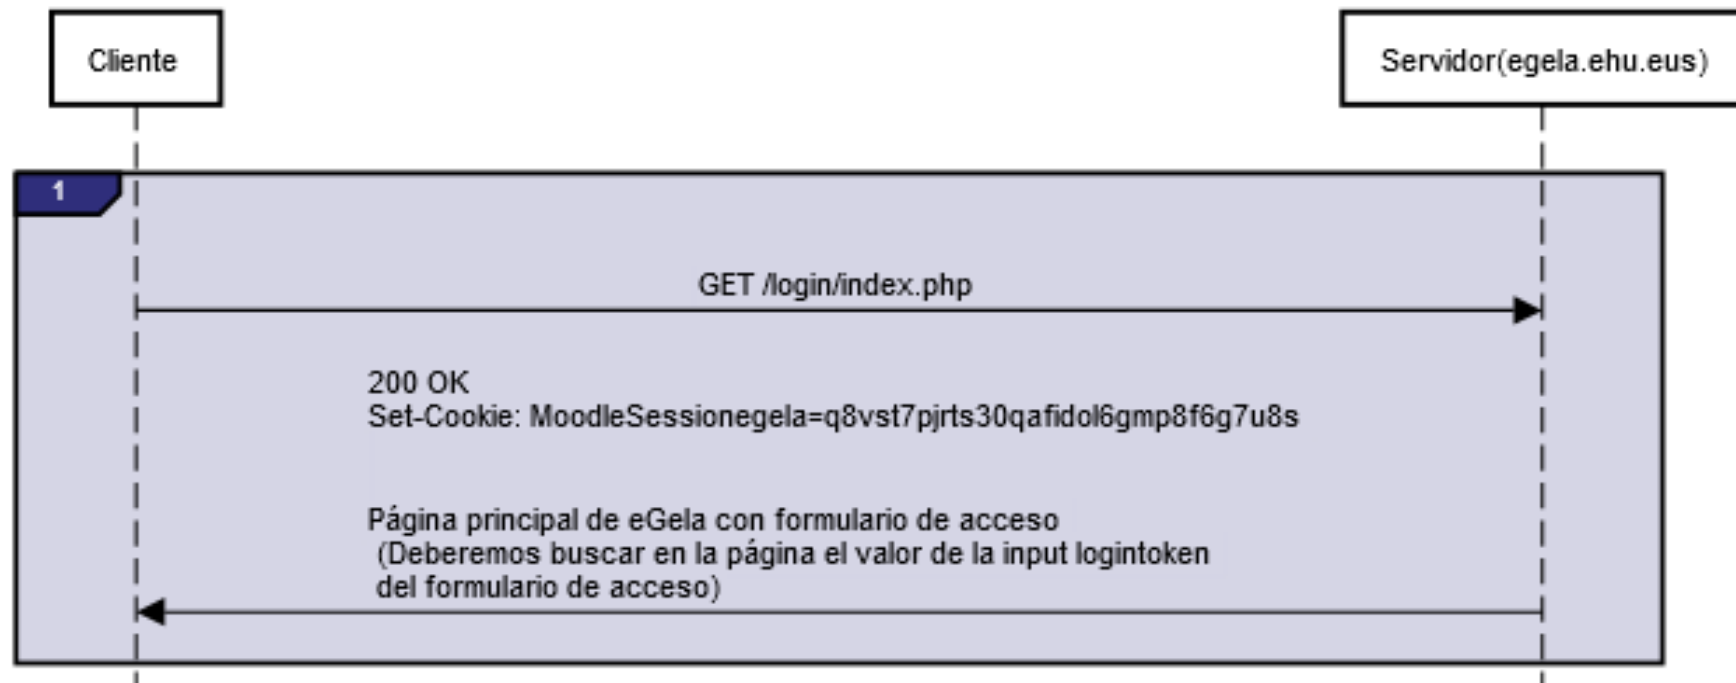 Cliente
Servidor(egela.ehu.eus)
1
GET /login/index.php
200 OK
Set-Cookie: MoodleSessionegela=q8vst7pjrts30qafidol6gmp8f6g7u8s
Página principal de eGela con formulario de acceso
(Deberemos buscar en la página el valor de la input logintoken
del formulario de acceso)